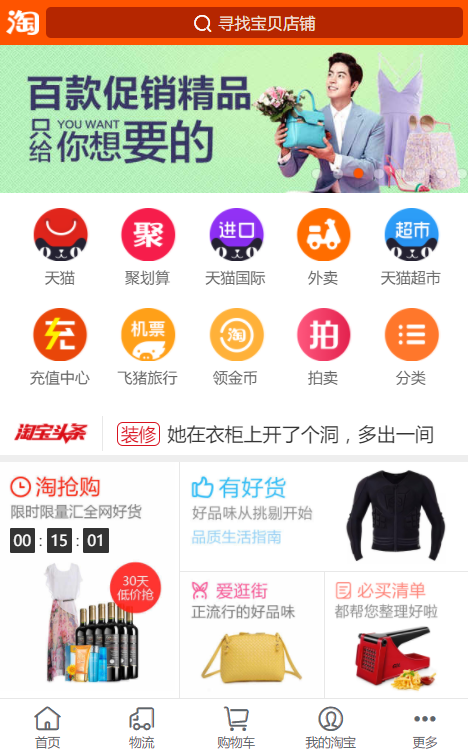 淘
寻找宝贝店铺
百款促销精品
只给
YOU WANT
你想要的
聚
进口
超市
天猫
聚划算
天猫国际
外卖
天猫超市
充
机票
淘
拍
充值中心
飞猪旅行
领金币
拍卖
分类
淘宝头条
装修
她在衣柜上开了个洞，多出一间
淘抢购
限时限量汇全网好货
00 : 15 : 01
30天
低价抢
有好货
好品味从挑剔开始
品质生活指南
爱逛街
正流行的好品味
必买清单
都帮您整理好啦
首页
物流
购物车
我的淘宝
更多